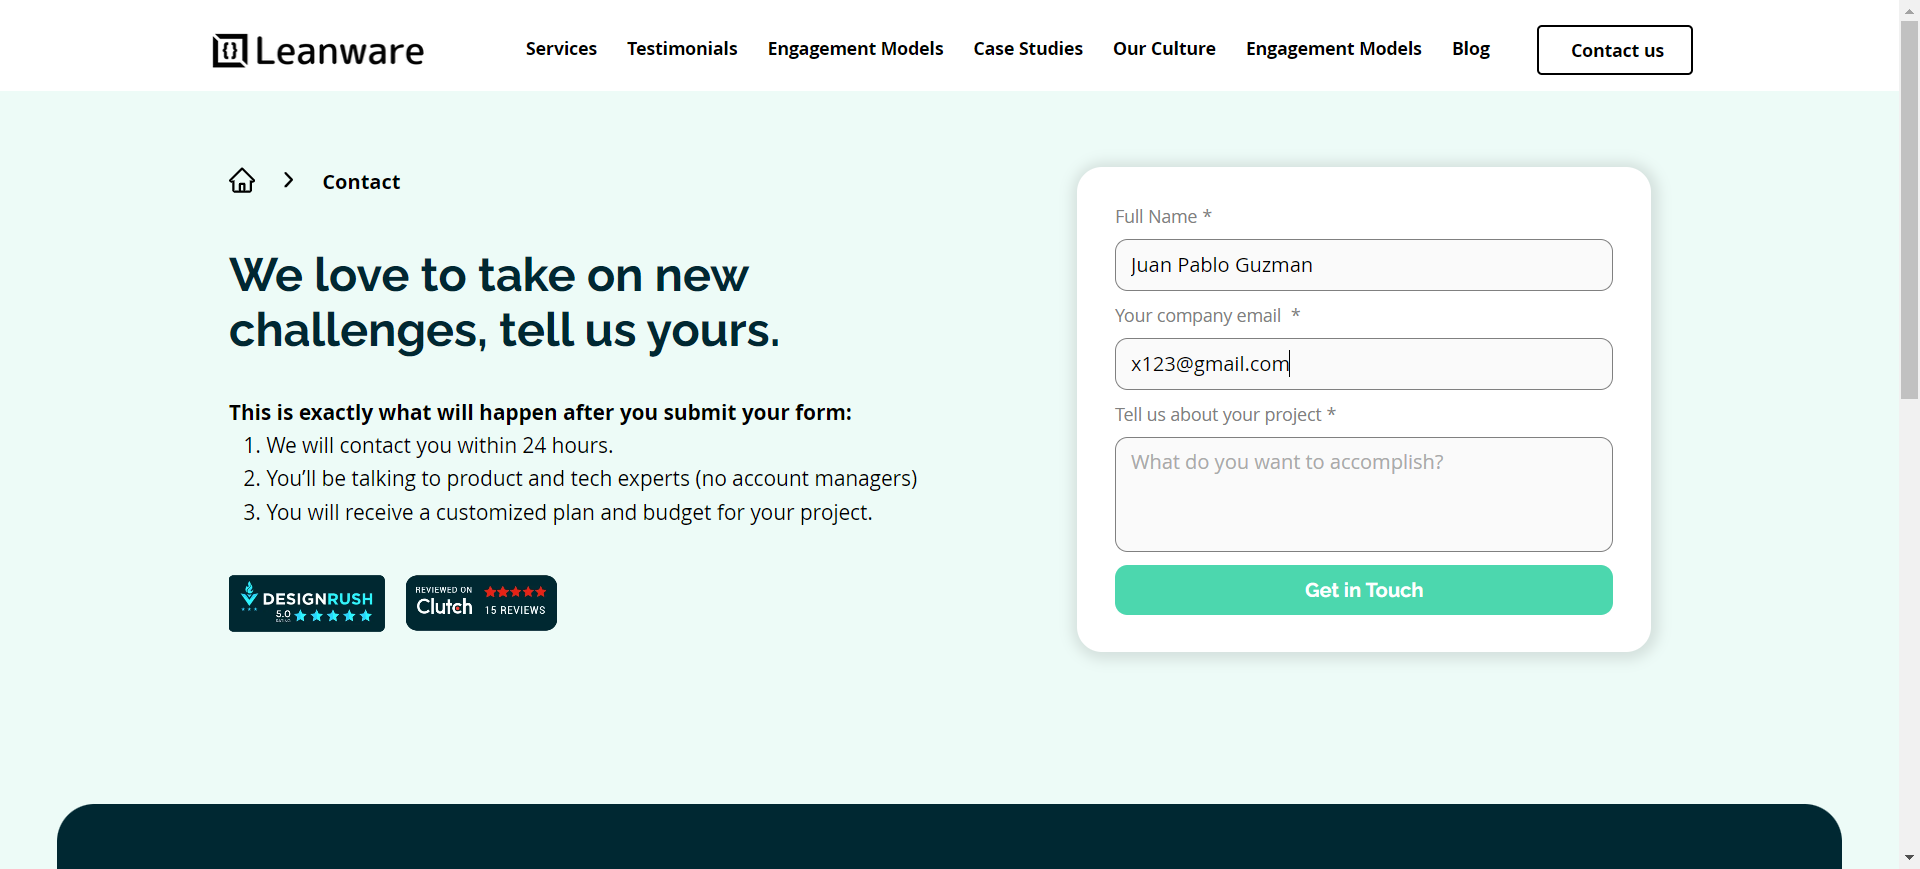 Leanware
Services Testimonials Engagement Models Case Studies Our Culture Engagement Models Blog Contact us
Contact
We love to take on new
challenges, tell us yours.
This is exactly what will happen after you submit your form:
1. We will contact you within 24 hours.
2. You’ll be talking to product and tech experts (no account managers)
3. You will receive a customized plan and budget for your project.
DESIGNRUSH
5.0
RATING
REVIEWED ON
Clutch
15 REVIEWS
Full Name *
Juan Pablo Guzman
Your company email *
x123@gmail.com
Tell us about your project *
What do you want to accomplish?
Get in Touch